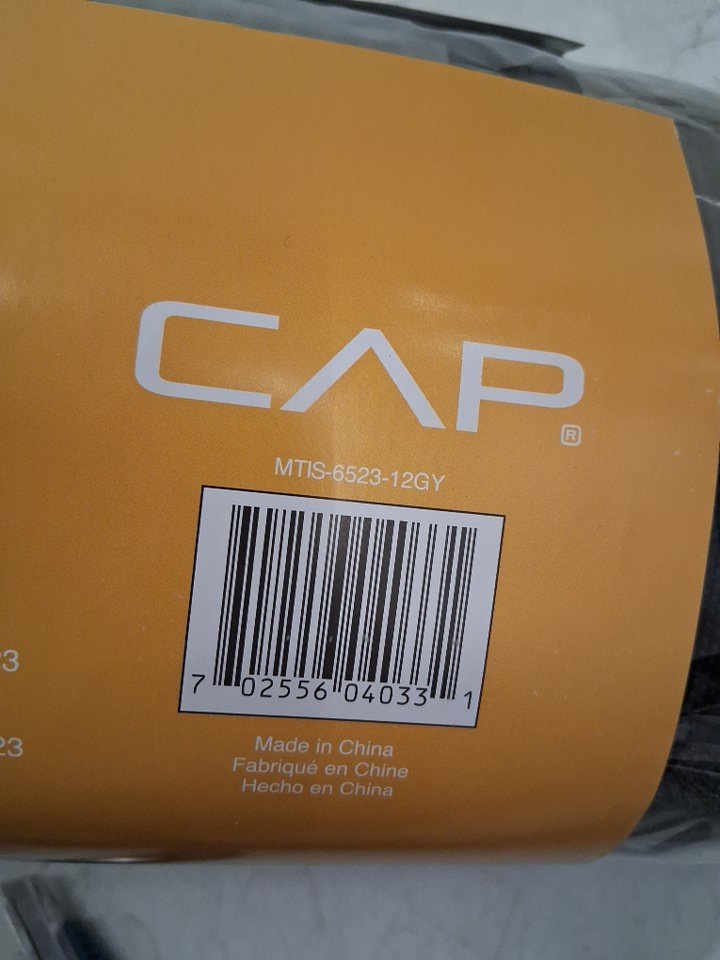 CAP®
MTIS-6523-12GY
7 02556 04033 1
Made in China
Fabriqué en Chine
Hecho en China